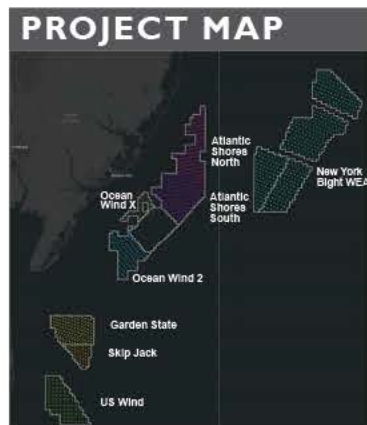 PROJECT MAP
Atlantic
Shores
North
New York
Bight WEA
Ocean
Wind X
Atlantic
Shores
South
Ocean Wind 2
Garden State
Skip Jack
US Wind